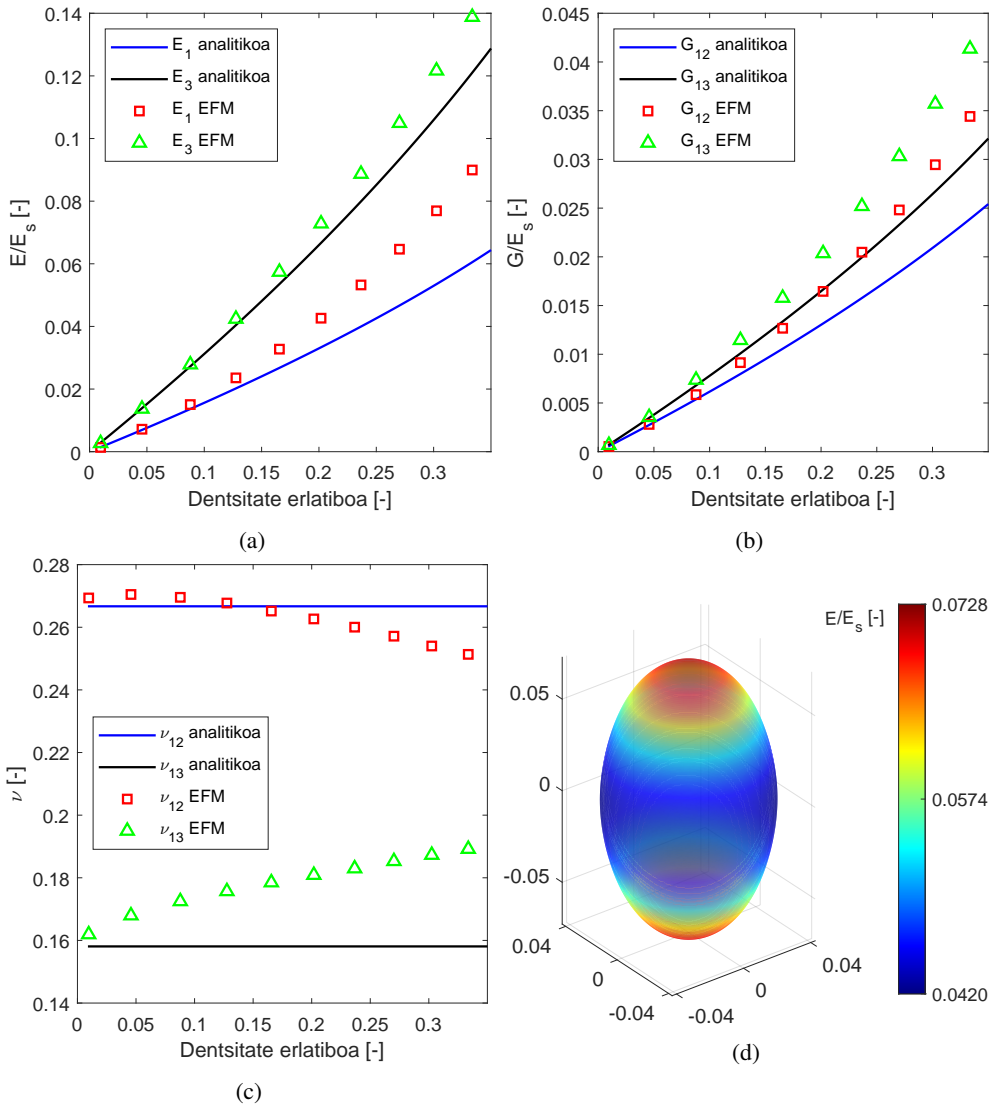 0.14
0.12
0.1
0.08
0.06
0.04
0.02
0
E/E_s [-]
E_1 analitikoa
E_3 analitikoa
E_1 EFM
E_3 EFM
0 0.05 0.1 0.15 0.2 0.25 0.3
Dentsitate erlatiboa [-]
(a)
0.045
0.04
0.035
0.03
0.025
0.02
0.015
0.01
0.005
0
G/E_s [-]
G_12 analitikoa
G_13 analitikoa
G_12 EFM
G_13 EFM
0 0.05 0.1 0.15 0.2 0.25 0.3
Dentsitate erlatiboa [-]
(b)
0.28
0.26
0.24
0.22
0.2
0.18
0.16
0.14
ν [-]
ν_12 analitikoa
ν_13 analitikoa
ν_12 EFM
ν_13 EFM
0 0.05 0.1 0.15 0.2 0.25 0.3
Dentsitate erlatiboa [-]
(c)
E/E_s [-]
0.0728
0.0574
0.0420
0.05
0
-0.05
0.04
0
-0.04
-0.04
0
0.04
(d)